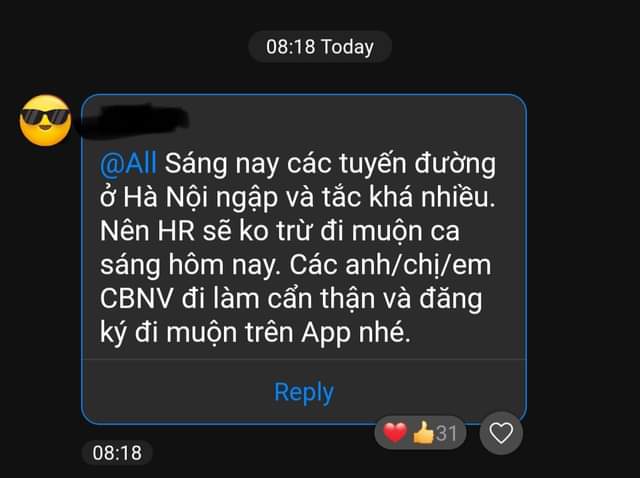 08:18 Today
@All Sáng nay các tuyến đường
ở Hà Nội ngập và tắc khá nhiều.
Nên HR sẽ ko trừ đi muộn ca
sáng hôm nay. Các anh/chị/em
CBNV đi làm cẩn thận và đăng
ký đi muộn trên App nhé.
Reply
31
08:18